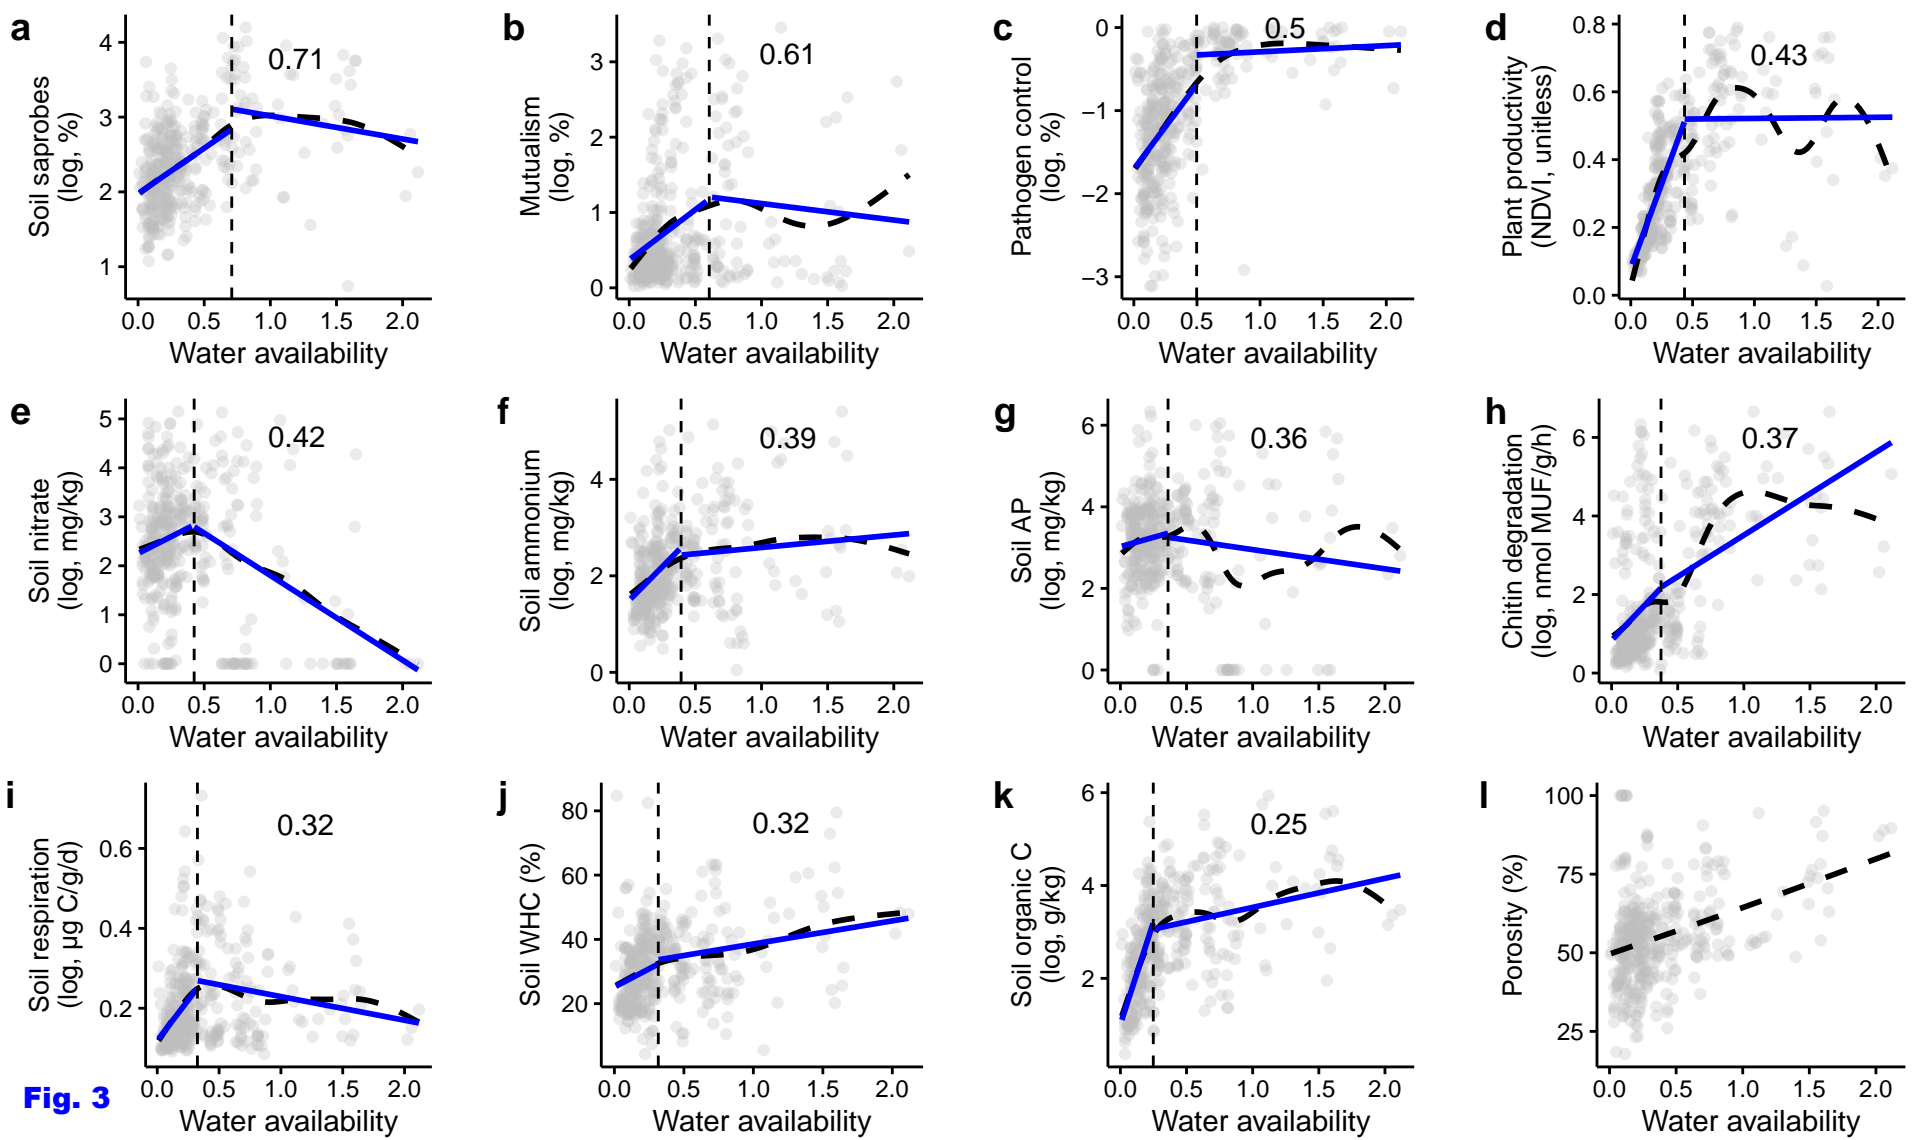 a
Soil saprobes
(log, %)
4
3
2
1
0.71
0.0 0.5 1.0 1.5 2.0
Water availability
b
Mutualism
(log, %)
3
2
1
0
0.61
0.0 0.5 1.0 1.5 2.0
Water availability
c
Pathogen control
(log, %)
0
−1
−2
−3
0.5
0.0 0.5 1.0 1.5 2.0
Water availability
d
Plant productivity
(NDVI, unitless)
0.8
0.6
0.4
0.2
0.0
0.43
0.0 0.5 1.0 1.5 2.0
Water availability
e
Soil nitrate
(log, mg/kg)
5
4
3
2
1
0
0.42
0.0 0.5 1.0 1.5 2.0
Water availability
f
Soil ammonium
(log, mg/kg)
4
2
0
0.39
0.0 0.5 1.0 1.5 2.0
Water availability
g
Soil AP
(log, mg/kg)
6
4
2
0
0.36
0.0 0.5 1.0 1.5 2.0
Water availability
h
Chitin degradation
(log, nmol MUF/g/h)
6
4
2
0
0.37
0.0 0.5 1.0 1.5 2.0
Water availability
i
Soil respiration
(log, µg C/g/d)
0.6
0.4
0.2
0.32
0.0 0.5 1.0 1.5 2.0
Water availability
j
Soil WHC (%)
80
60
40
20
0.32
0.0 0.5 1.0 1.5 2.0
Water availability
k
Soil organic C
(log, g/kg)
6
4
2
0.25
0.0 0.5 1.0 1.5 2.0
Water availability
l
Porosity (%)
100
75
50
25
0.0 0.5 1.0 1.5 2.0
Water availability
Fig. 3